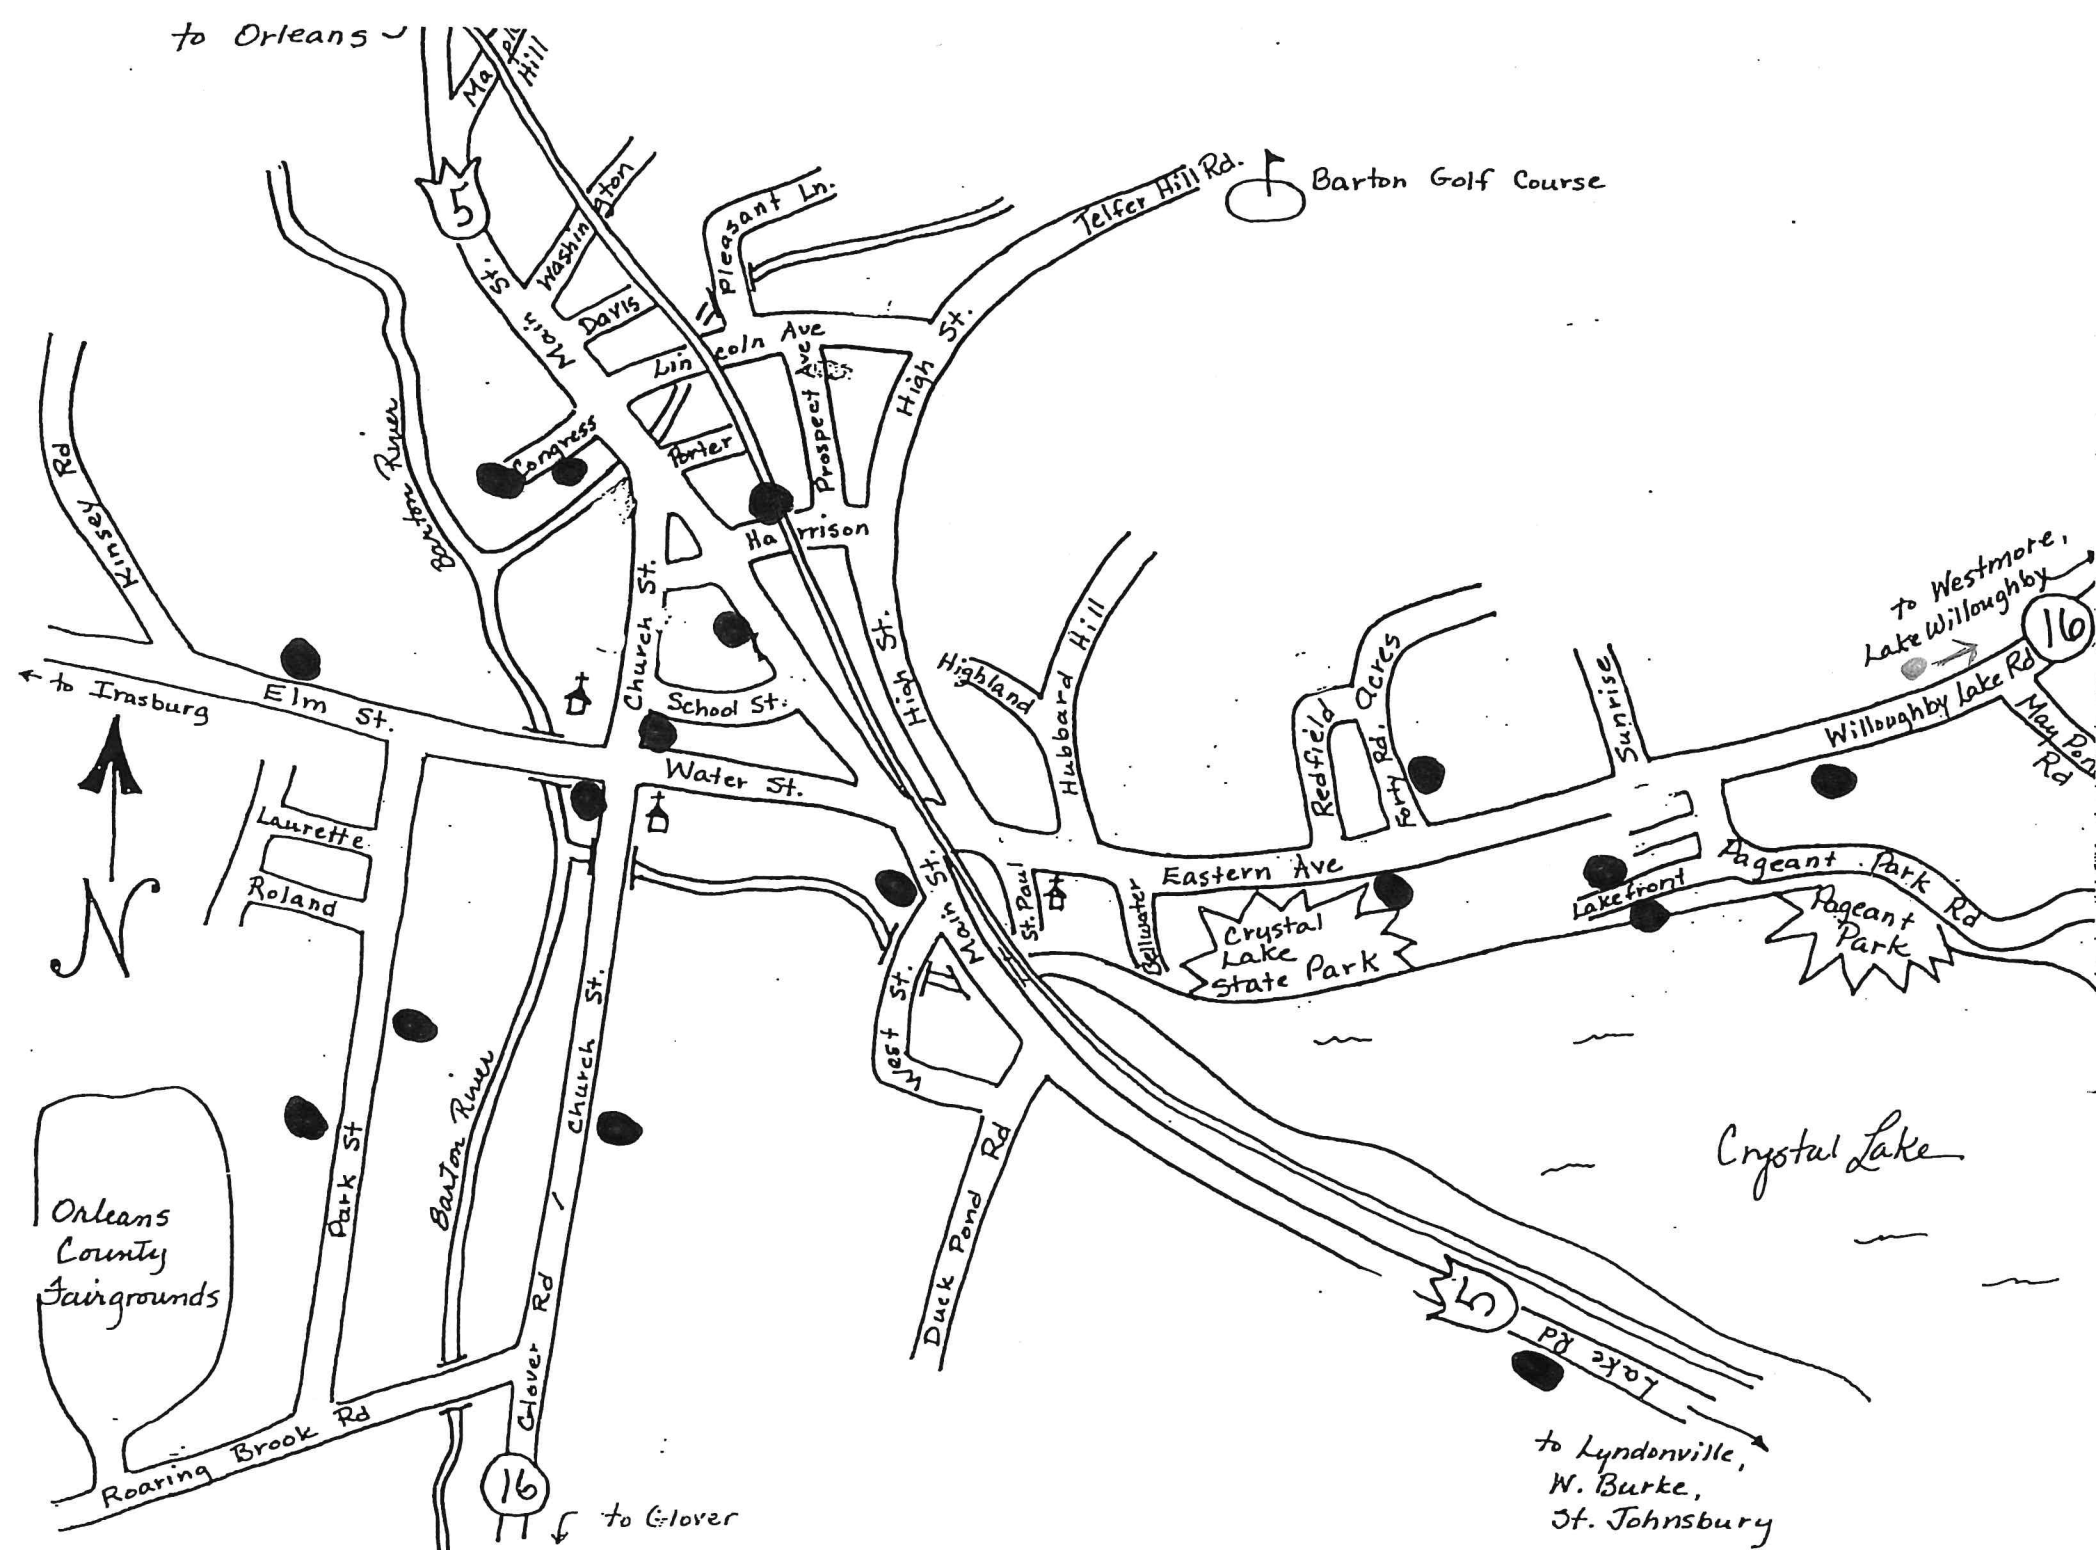 to Orleans
Maple
Hill
5
Washington
Pleasant Ln.
Telfer Hill Rd.
Barton Golf Course
Main St.
Davis
Lincoln Ave
Prospect Ave
High St.
Congress
Porter
Harrison
Barton River
Kinsey Rd
Church St.
High St.
Highland
Hubbard Hill
Redfield
Forty Rd, Acres
Sunrise
to Westmore,
Lake Willoughby
16
Willoughby Lake Rd
May Pond
Rd
to Irasburg
Elm St.
School St.
Water St.
N
Laurette
Roland
Main St.
St. Paul
Bellwater
Eastern Ave
Crystal
Lake
State Park
Lakefront
Pageant Park Rd
Pageant
Park
West St.
Church St.
Barton River
Park St
Crystal Lake
Orleans
County
Fairgrounds
Duck Pond Rd
Glover Rd /
5
Lake Rd
Roaring Brook Rd
16
to Glover
to Lyndonville,
W. Burke,
St. Johnsbury